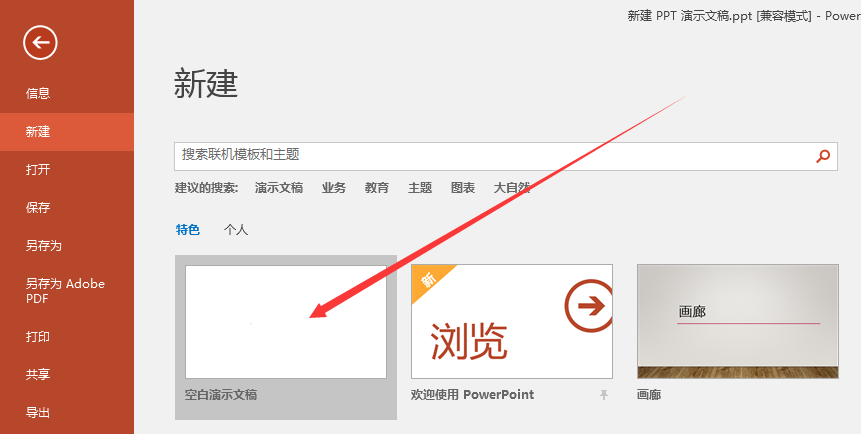 新建 PPT 演示文稿.ppt [兼容模式] - Power
信息
新建
打开
保存
另存为
另存为 Adobe
PDF
打印
共享
导出
新建
搜索联机模板和主题
建议的搜索: 演示文稿 业务 教育 主题 图表 大自然
特色 个人
新
浏览
画廊
空白演示文稿 欢迎使用 PowerPoint 画廊